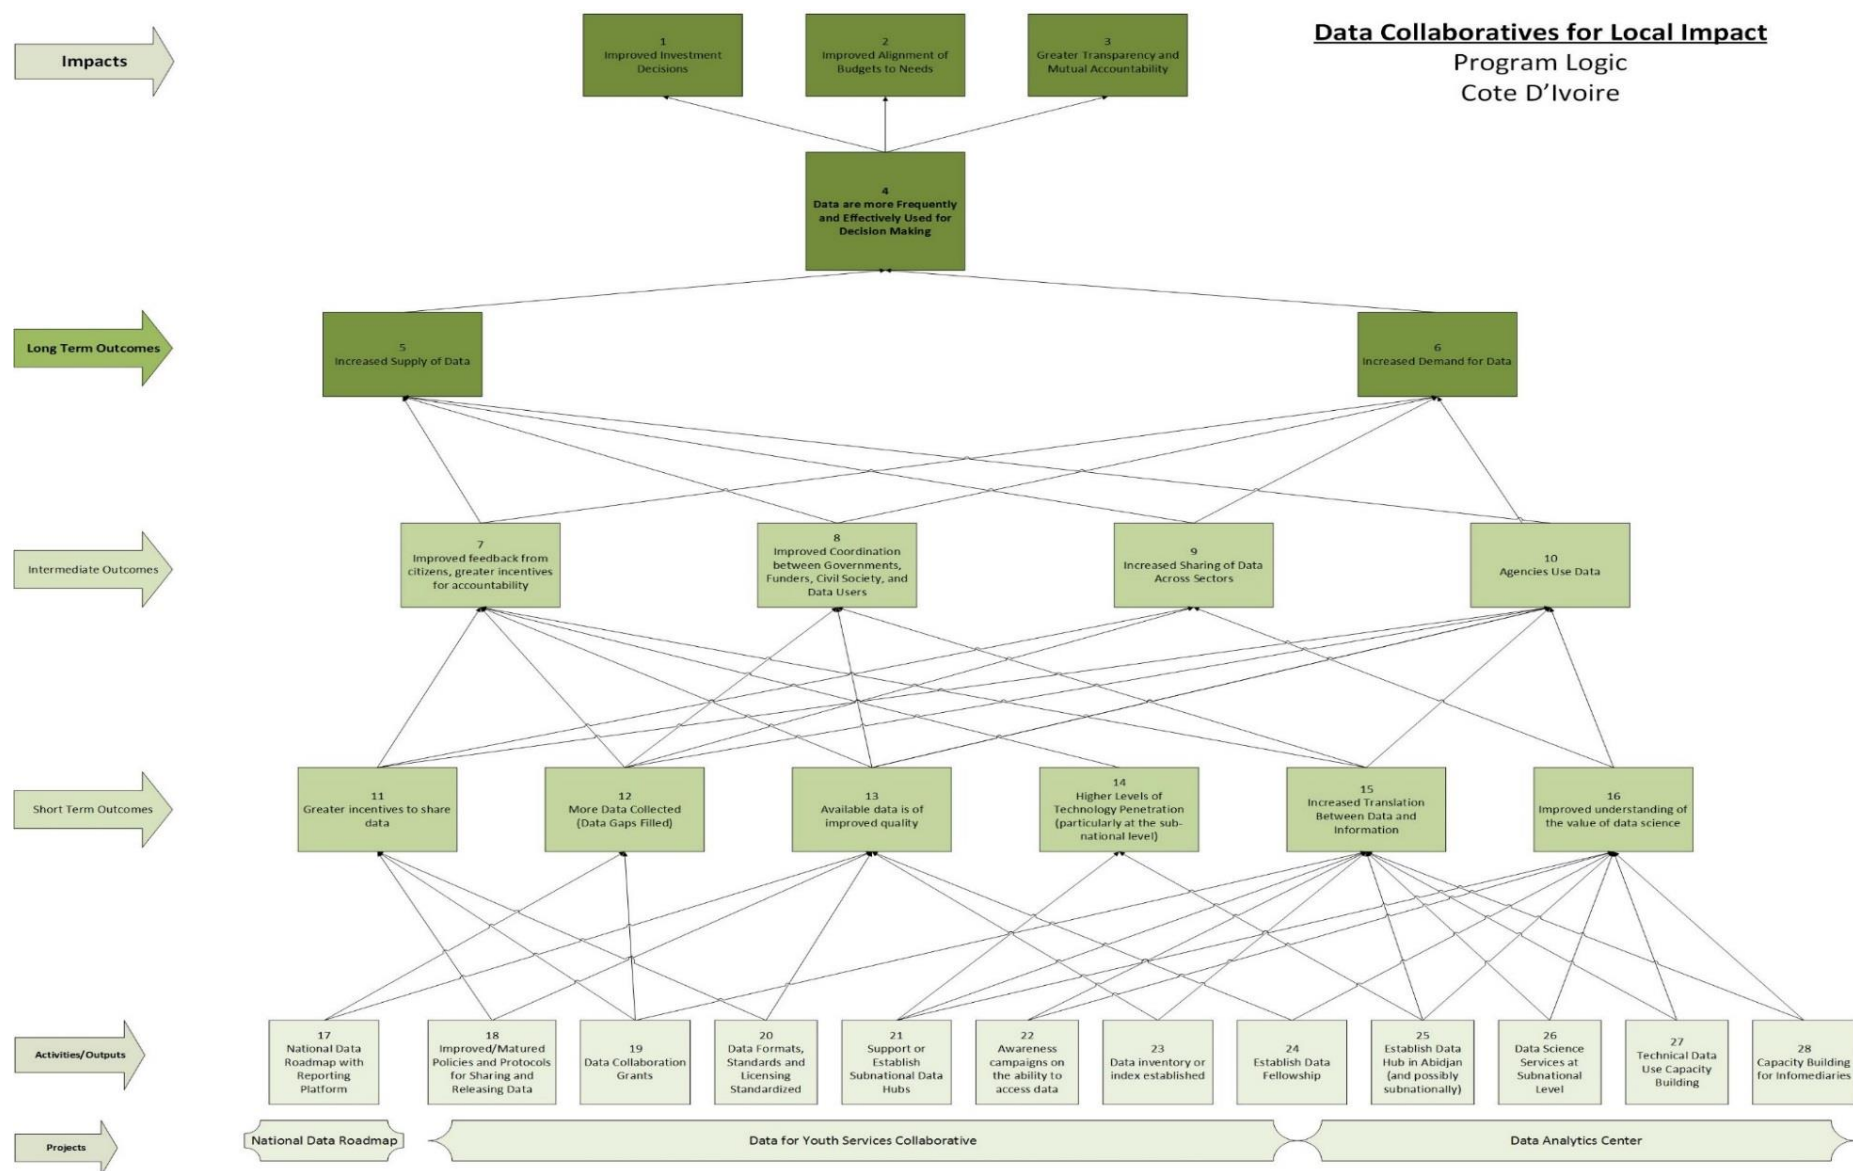 Data Collaboratives for Local Impact
Program Logic
Cote D'Ivoire
Impacts
1
Improved Investment
Decisions
2
Improved Alignment of
Budgets to Needs
3
Greater Transparency and
Mutual Accountability
4
Data are more Frequently
and Effectively Used for
Decision Making
Long Term Outcomes
5
Increased Supply of Data
6
Increased Demand for Data
Intermediate Outcomes
7
Improved feedback from
citizens, greater incentives
for accountability
8
Improved Coordination
between Governments,
Funders, Civil Society, and
Data Users
9
Increased Sharing of Data
Across Sectors
10
Agencies Use Data
Short Term Outcomes
11
Greater incentives to share
data
12
More Data Collected
(Data Gaps Filled)
13
Available data is of
improved quality
14
Higher Levels of
Technology Penetration
(particularly at the sub-
national level)
15
Increased Translation
Between Data and
Information
16
Improved understanding of
the value of data science
Activities/Outputs
17
National Data
Roadmap with
Reporting
Platform
18
Improved/Matured
Policies and Protocols
for Sharing and
Releasing Data
19
Data Collaboration
Grants
20
Data Formats,
Standards and
Licensing
Standardized
21
Support or
Establish
Subnational Data
Hubs
22
Awareness
campaigns on
the ability to
access data
23
Data inventory or
index established
24
Establish Data
Fellowship
25
Establish Data
Hub in Abidjan
(and possibly
subnationally)
26
Data Science
Services at
Subnational
Level
27
Technical Data
Use Capacity
Building
28
Capacity Building
for Infomediaries
Projects
National Data Roadmap
Data for Youth Services Collaborative
Data Analytics Center